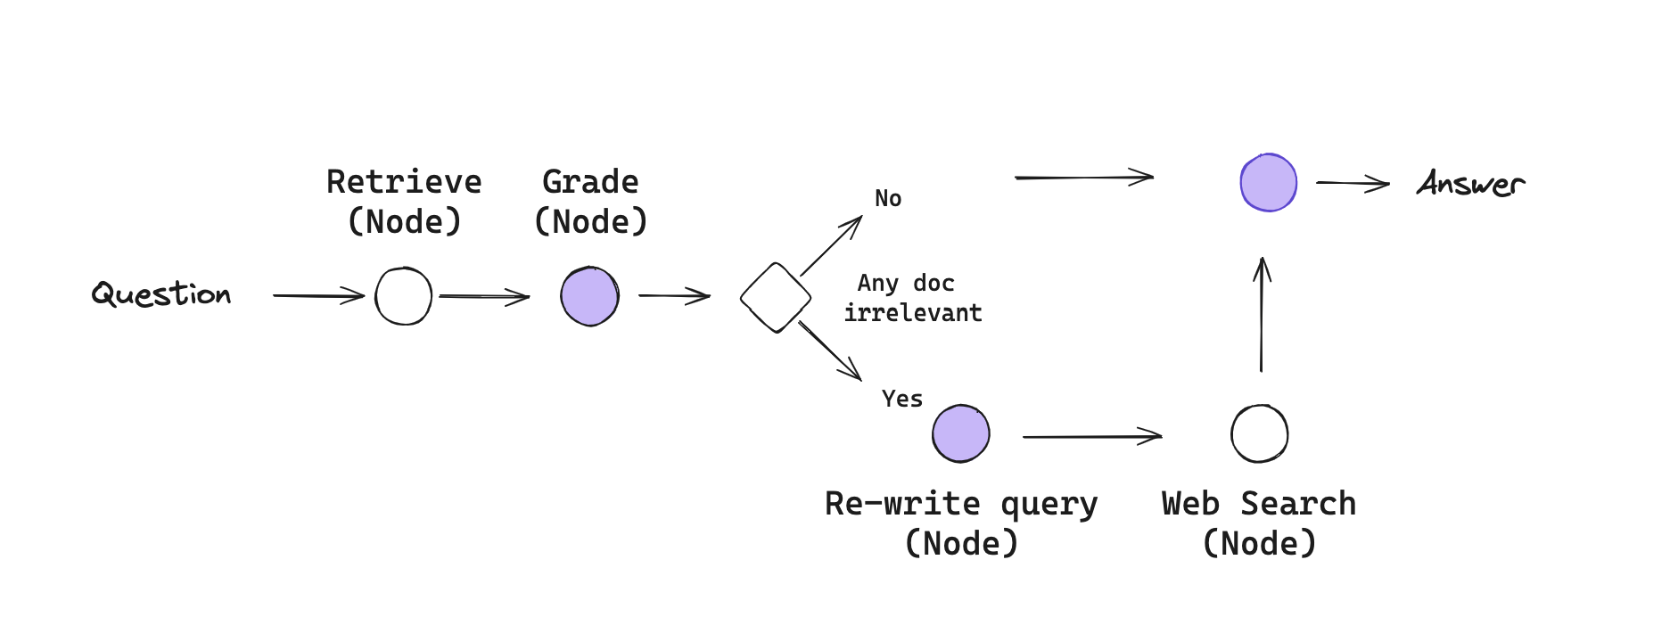 Retrieve
(Node)
Grade
(Node)
Question
No
Any doc
irrelevant
Yes
Answer
Re-write query
(Node)
Web Search
(Node)